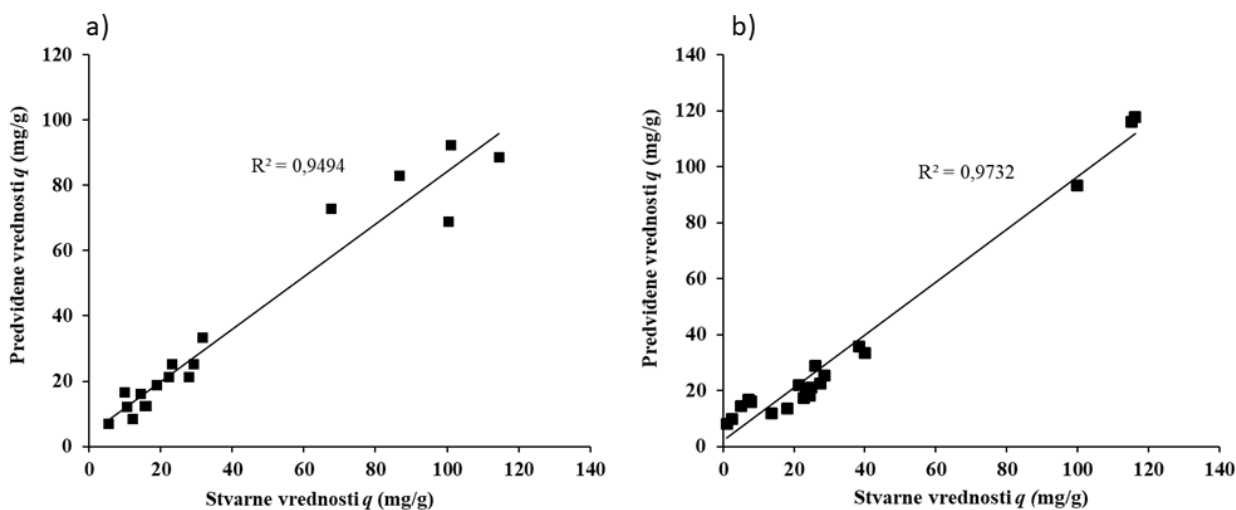 a)
120
100
80
60
40
20
0
Predviđene vrednosti q (mg/g)
R² = 0,9494
0 20 40 60 80 100 120 140
Stvarne vrednosti q (mg/g)
b)
140
120
100
80
60
40
20
0
Predviđene vrednosti q (mg/g)
R² = 0,9732
0 20 40 60 80 100 120 140
Stvarne vrednosti q (mg/g)